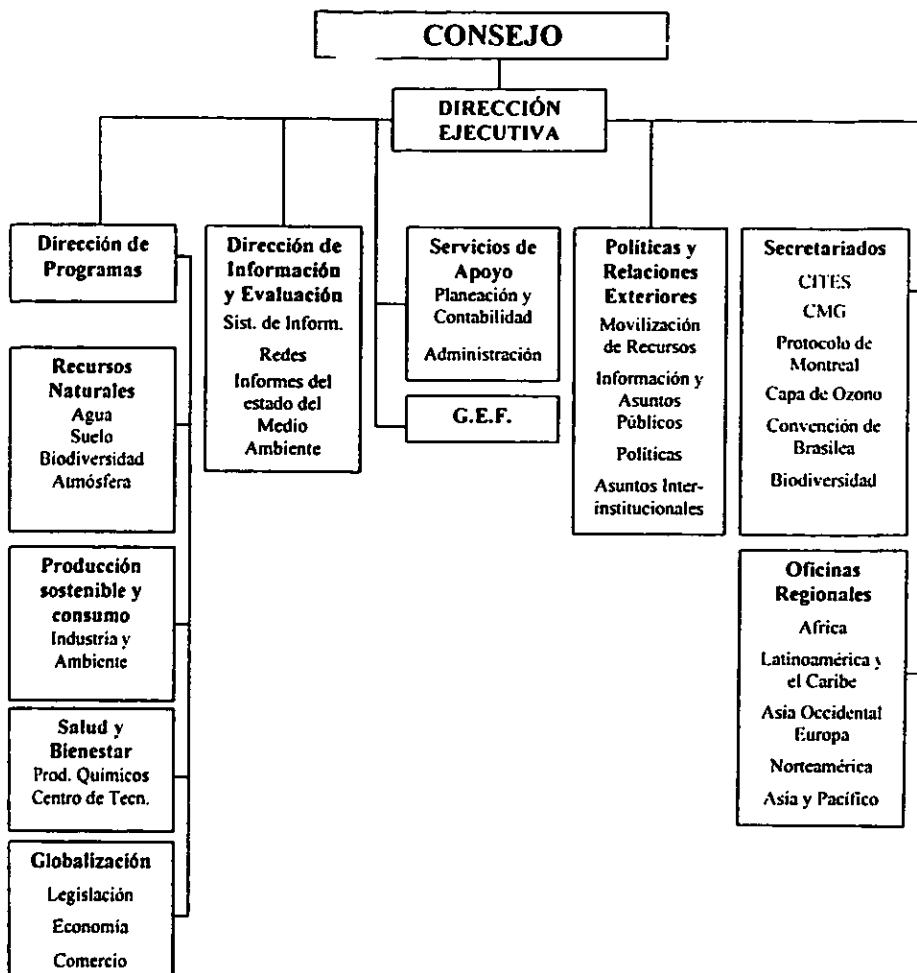 CONSEJO
DIRECCIÓN
EJECUTIVA
Dirección de
Programas
Recursos
Naturales
Agua
Suelo
Biodiversidad
Atmósfera
Producción
sostenible y
consumo
Industria y
Ambiente
Salud y
Bienestar
Prod. Químicos
Centro de Tecn.
Globalización
Legislación
Economía
Comercio
Dirección de
Información
y Evaluación
Sist. de Inform.
Redes
Informes del
estado del
Medio
Ambiente
Servicios de
Apoyo
Planeación y
Contabilidad
Administración
G.E.F.
Políticas y
Relaciones
Exteriores
Movilización
de Recursos
Información y
Asuntos
Públicos
Políticas
Asuntos Inter-
institucionales
Secretariados
CITES
CMG
Protocolo de
Montreal
Capa de Ozono
Convención de
Brasilea
Biodiversidad
Oficinas
Regionales
Africa
Latinoamérica y
el Caribe
Asia Occidental
Europa
Norteamérica
Asia y Pacífico